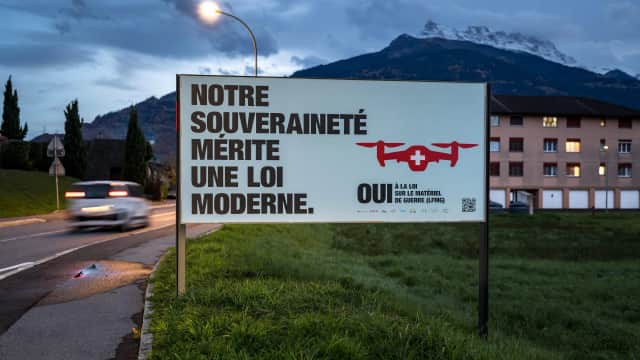 NOTRE
SOUVERAINETÉ
MÉRITE
UNE LOI
MODERNE.
OUI À LA LOI
SUR LE MATÉRIEL
DE GUERRE (LFMG)